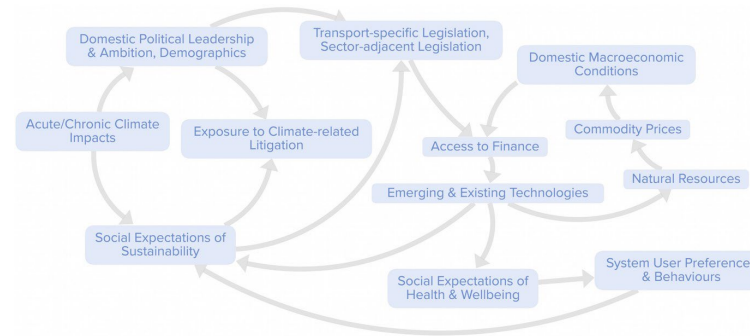 Domestic Political Leadership
& Ambition, Demographics
Transport-specific Legislation,
Sector-adjacent Legislation
Domestic Macroeconomic
Conditions
Acute/Chronic Climate
Impacts
Exposure to Climate-related
Litigation
Access to Finance
Commodity Prices
Emerging & Existing Technologies
Natural Resources
Social Expectations of
Sustainability
Social Expectations of
Health & Wellbeing
System User Preference
& Behaviours